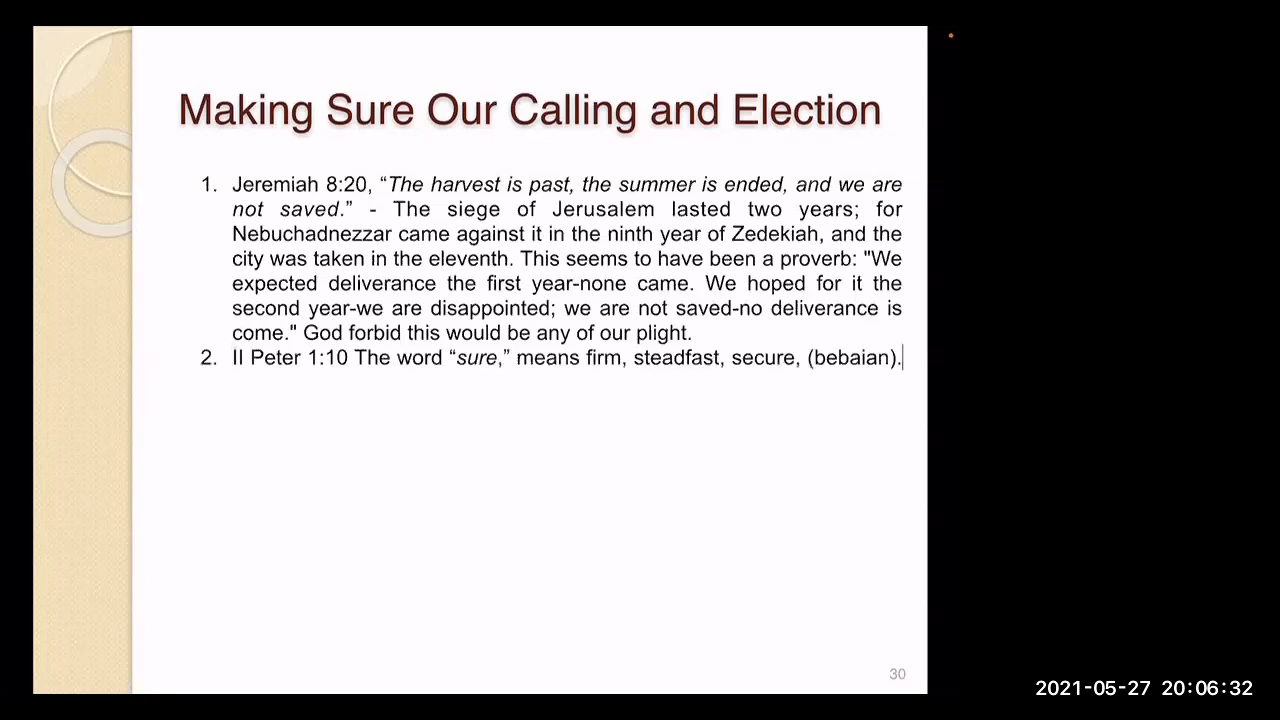 Making Sure Our Calling and Election
1. Jeremiah 8:20, “The harvest is past, the summer is ended, and we are
not saved.” - The siege of Jerusalem lasted two years; for
Nebuchadnezzar came against it in the ninth year of Zedekiah, and the
city was taken in the eleventh. This seems to have been a proverb: "We
expected deliverance the first year-none came. We hoped for it the
second year-we are disappointed; we are not saved-no deliverance is
come." God forbid this would be any of our plight.
2. II Peter 1:10 The word “sure,” means firm, steadfast, secure, (bebaian).
30
2021-05-27 20:06:32